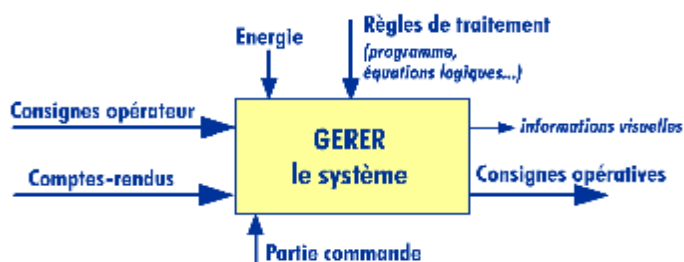 Energie
Règles de traitement
(programme,
équations logiques...)
Consignes opérateur
GERER
le système
informations visuelles
Comptes-rendus
Consignes opératives
Partie commande